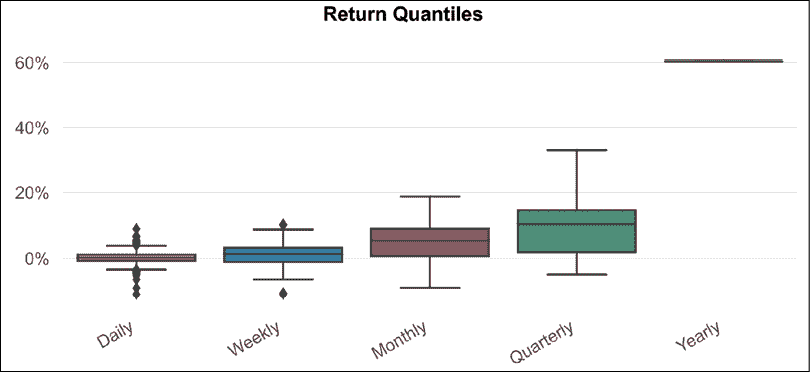 Return Quantiles
60%
40%
20%
0%
Daily
Weekly
Monthly
Quarterly
Yearly